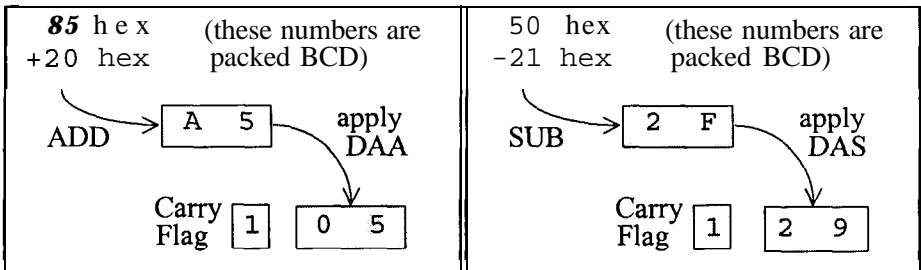 85 hex (these numbers are
+20 hex packed BCD)
ADD
A 5
apply
DAA
Carry
Flag
1
0 5
50 hex (these numbers are
-21 hex packed BCD)
SUB
2 F
apply
DAS
Carry
Flag
1
2 9